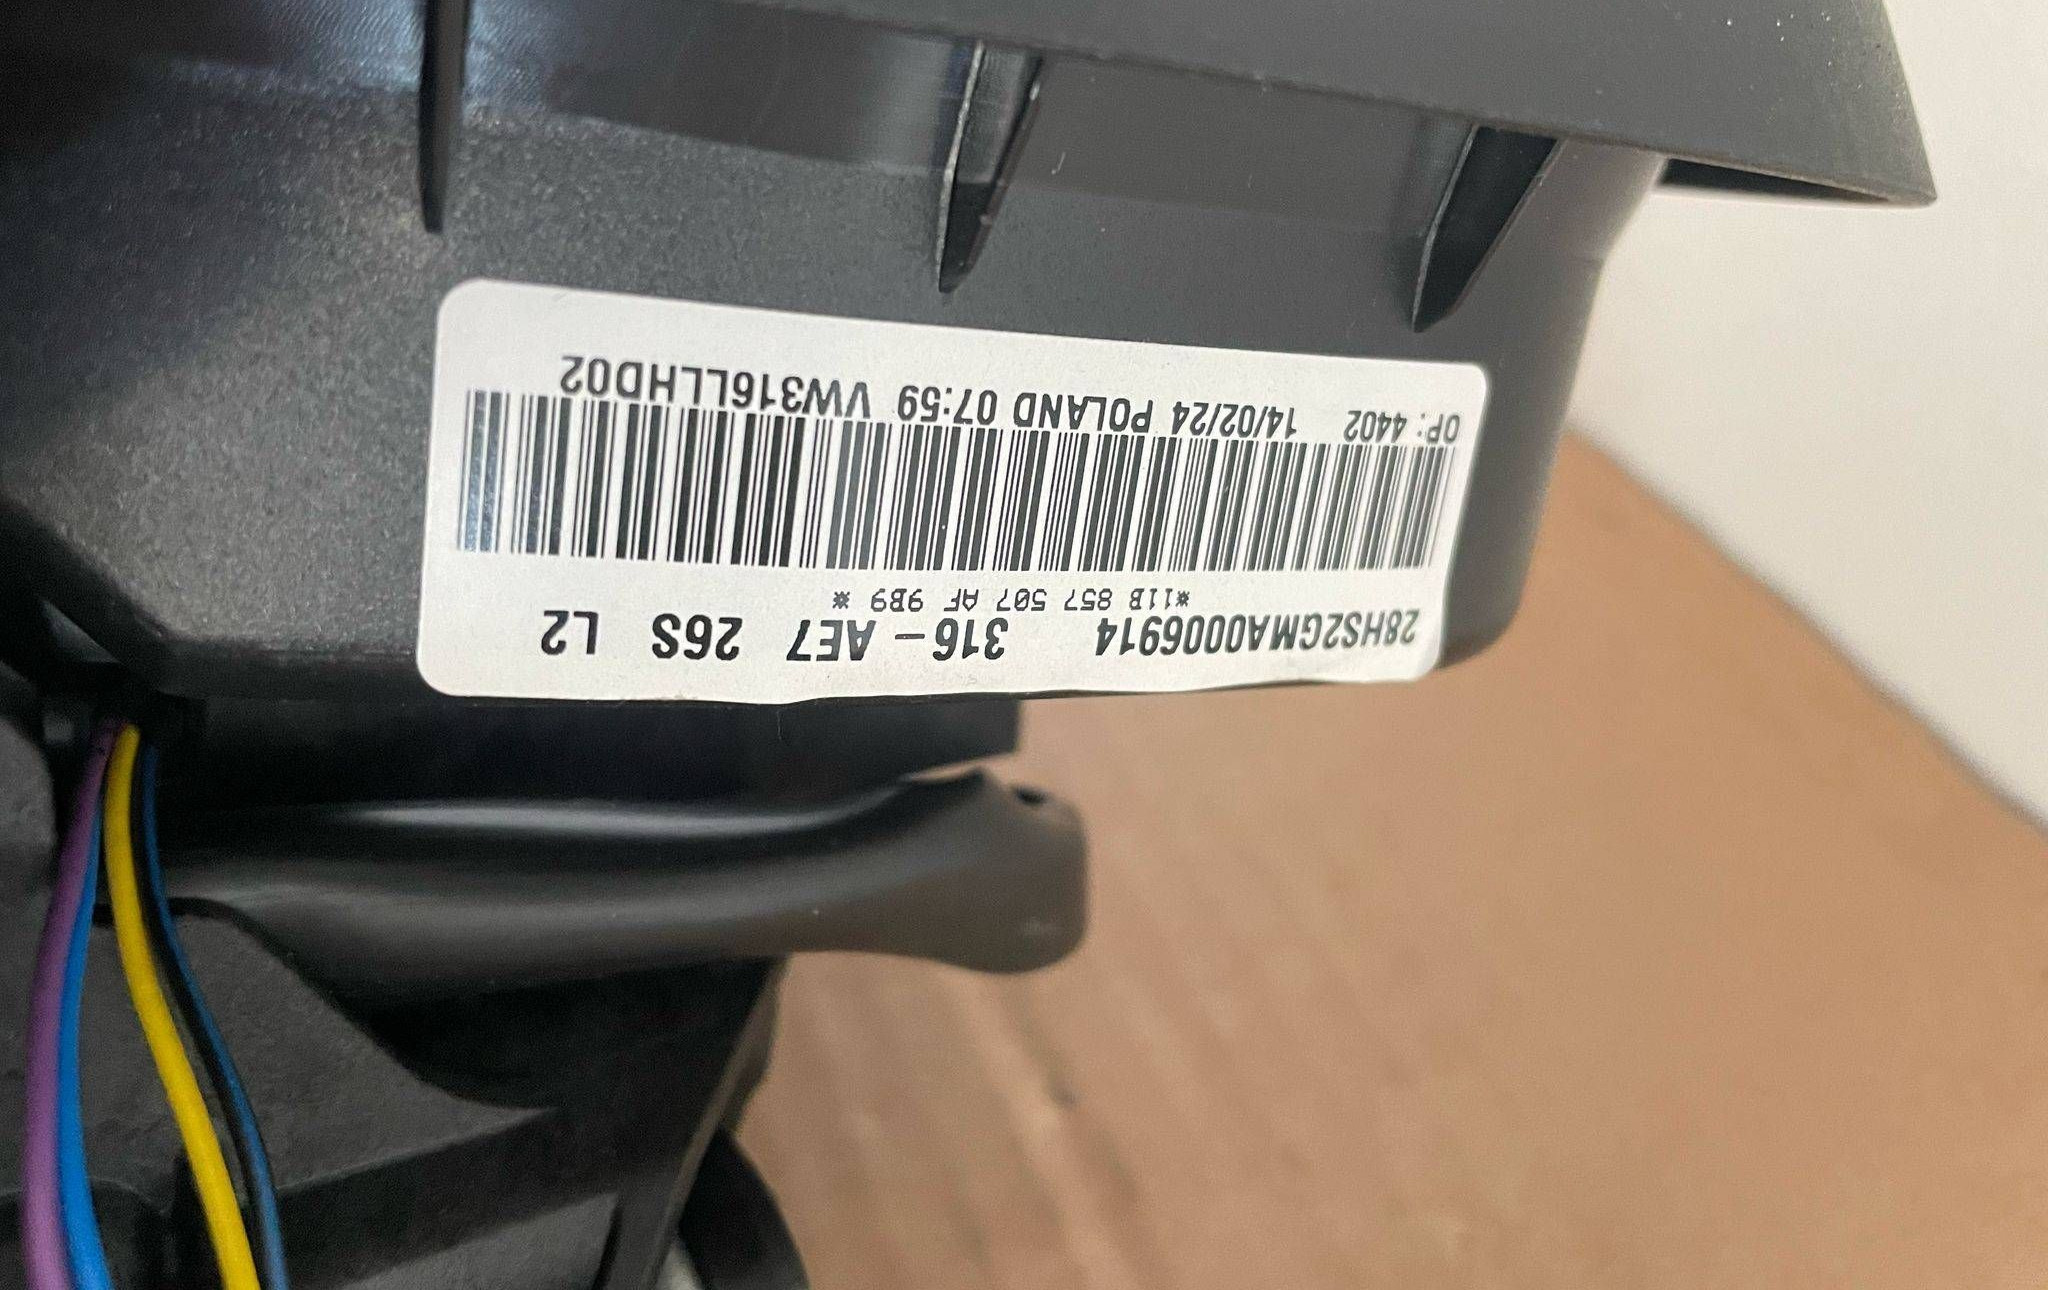 28HS2GMA0006914 316-AE7 26S L2
*11B 857 507 AF 9B9 *
OP: 4402 14/02/24 POLAND 07:59 VW316LLHD02